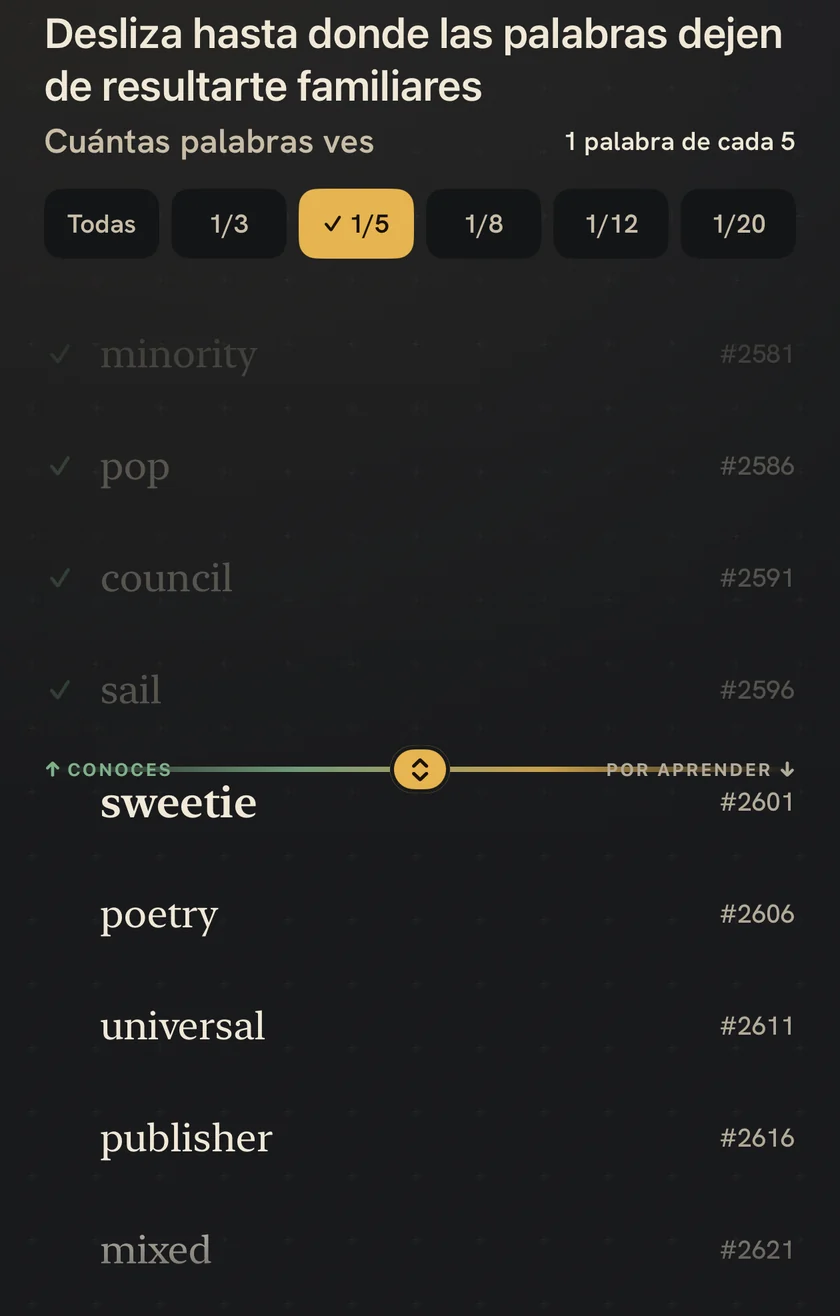 Desliza hasta donde las palabras dejen
de resultarte familiares
Cuántas palabras ves 1 palabra de cada 5
Todas 1/3 ✓ 1/5 1/8 1/12 1/20
✓ minority #2581
✓ pop #2586
✓ council #2591
✓ sail #2596
↑ CONOCES POR APRENDER ↓
sweetie #2601
poetry #2606
universal #2611
publisher #2616
mixed #2621